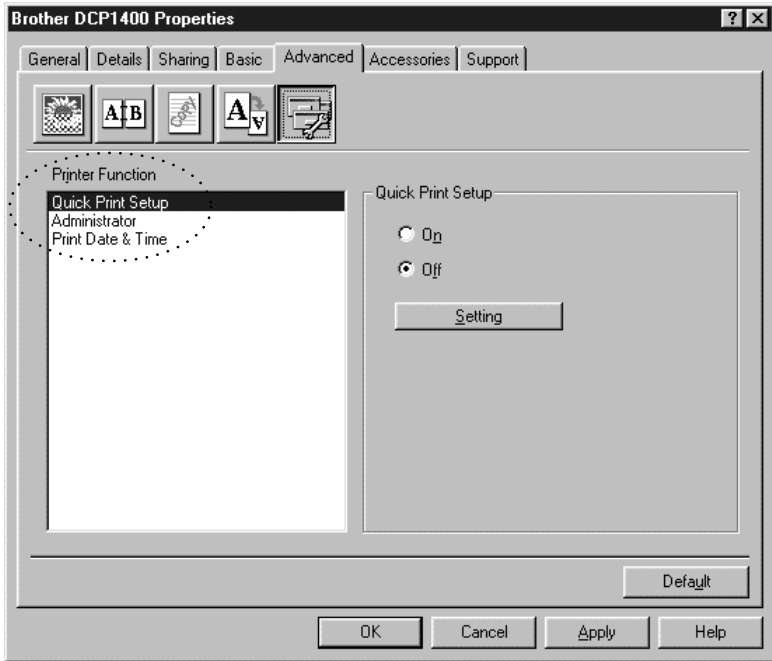 Brother DCP1400 Properties
General Details Sharing Basic Advanced Accessories Support
A B Copy A A
Printer Function
Quick Print Setup
Administrator
Print Date & Time
Quick Print Setup
On
Off
Setting
Default
OK Cancel Apply Help